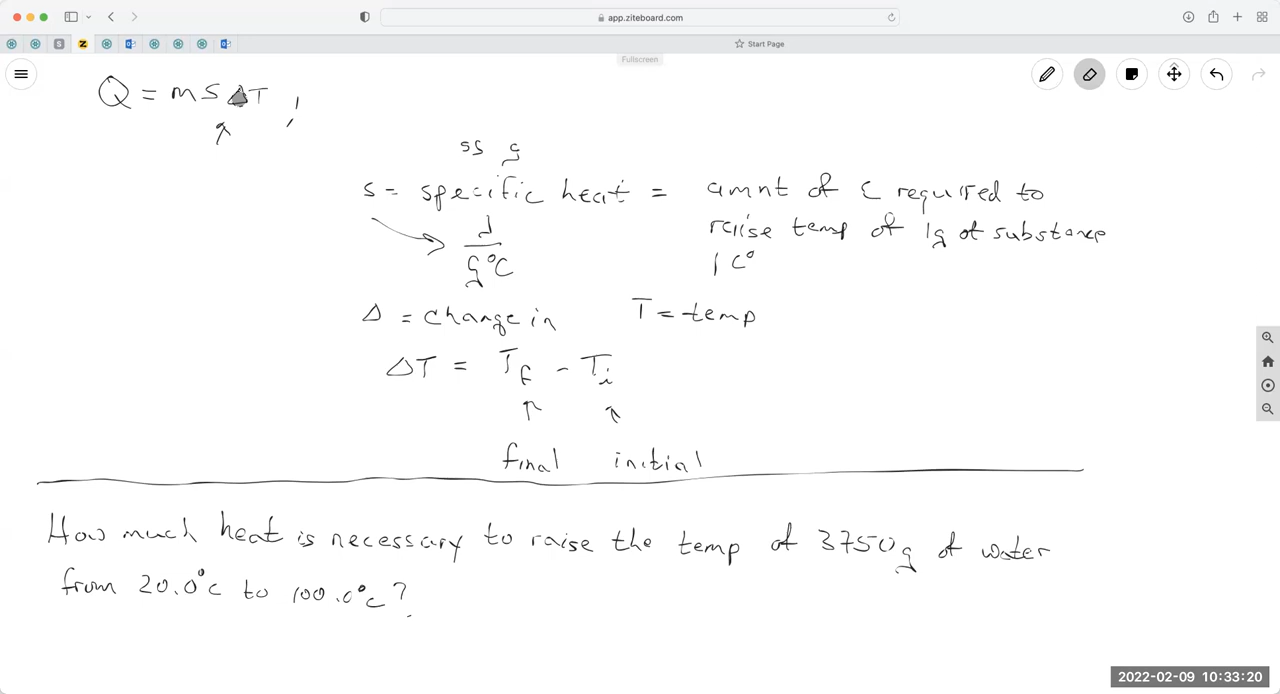 app.ziteboard.com
Start Page
Fullscreen
Q = m s ΔT
s = specific heat = amnt of E required to
J
g°C
raise temp of 1g of substance
1 C°
Δ = change in T = temp
ΔT = Tf - Ti
final initial
How much heat is necessary to raise the temp of 3750g of water
from 20.0°C to 100.0°C?
2022-02-09 10:33:20